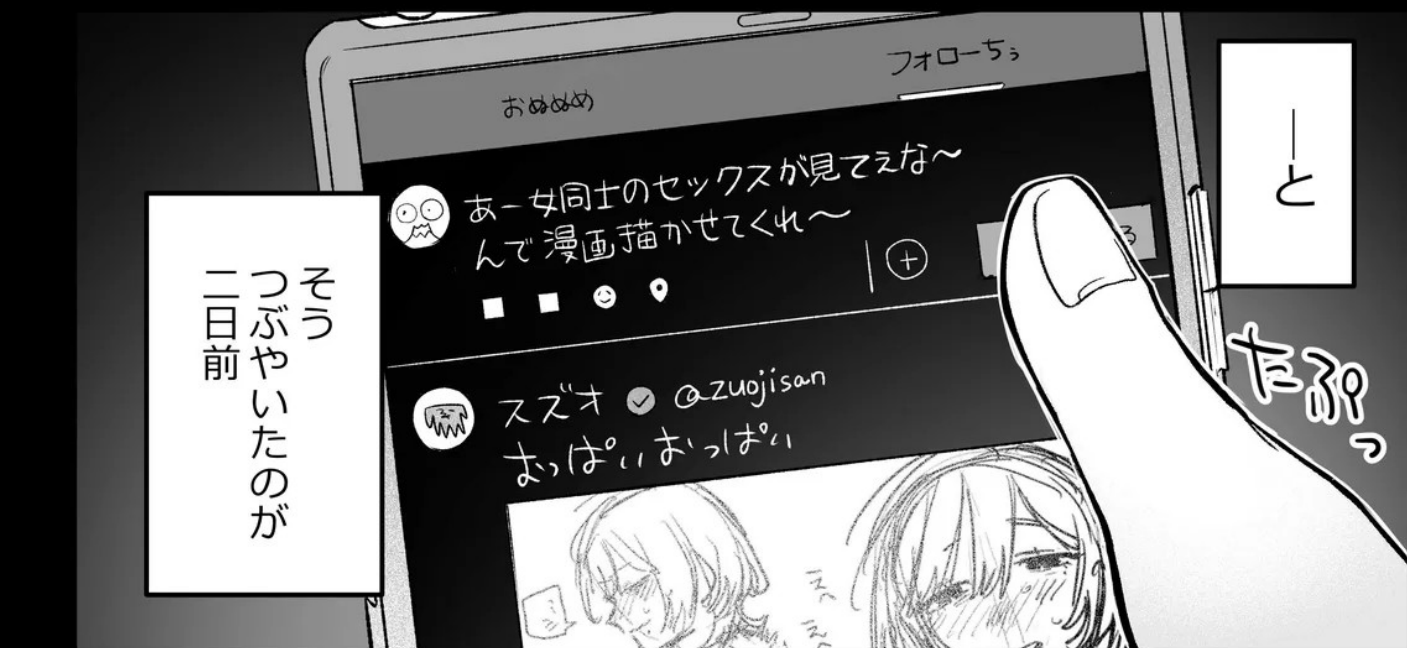 ――と
おぬぬめ
フォローちぅ
あー女同士のセックスが見てえな〜
んで漫画描かせてくれ〜
る
スズオ @zuojisan
おっぱいおっぱい
たぷっ
そう
つぶやいたのが
二日前